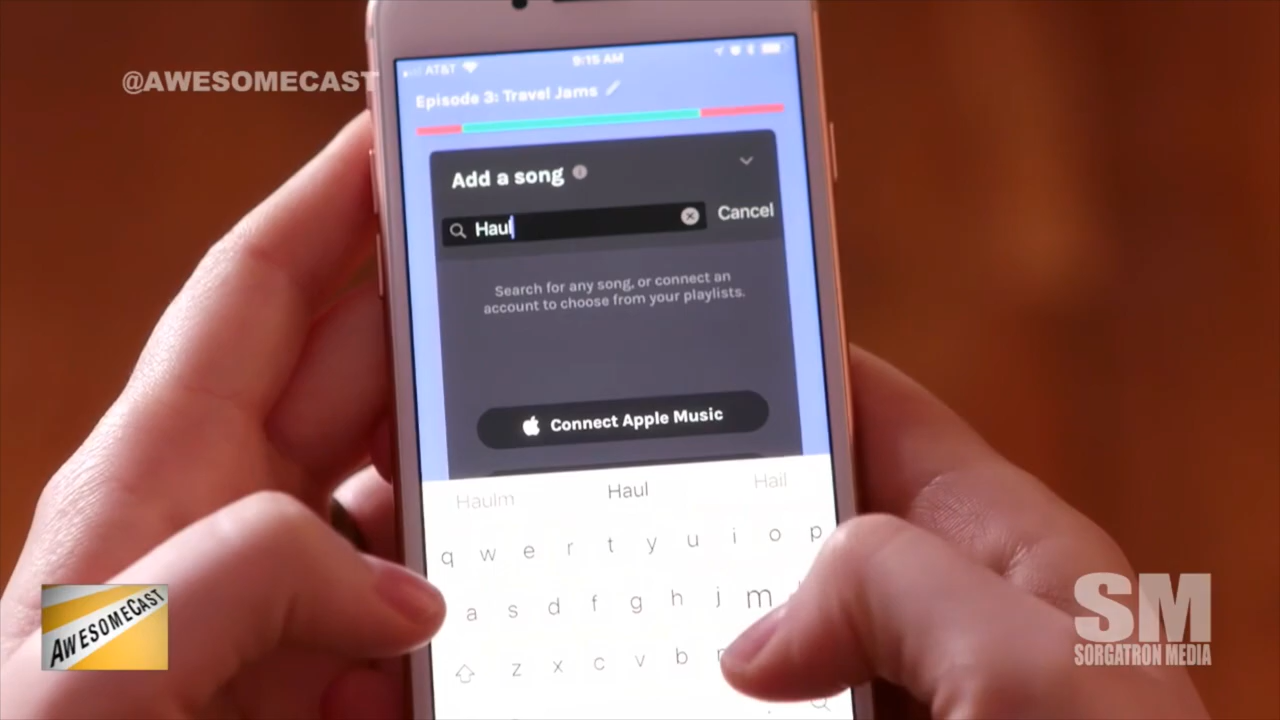 @AWESOMECAST
AT&T
9:15 AM
Episode 3: Travel Jams
Add a song
Haul
Cancel
Search for any song, or connect an
account to choose from your playlists.
Connect Apple Music
Haulm Haul Hail
q w e r t y u i o p
a s d f g h j m
z x c v b
AWESOMECAST
SM
SORGATRON MEDIA